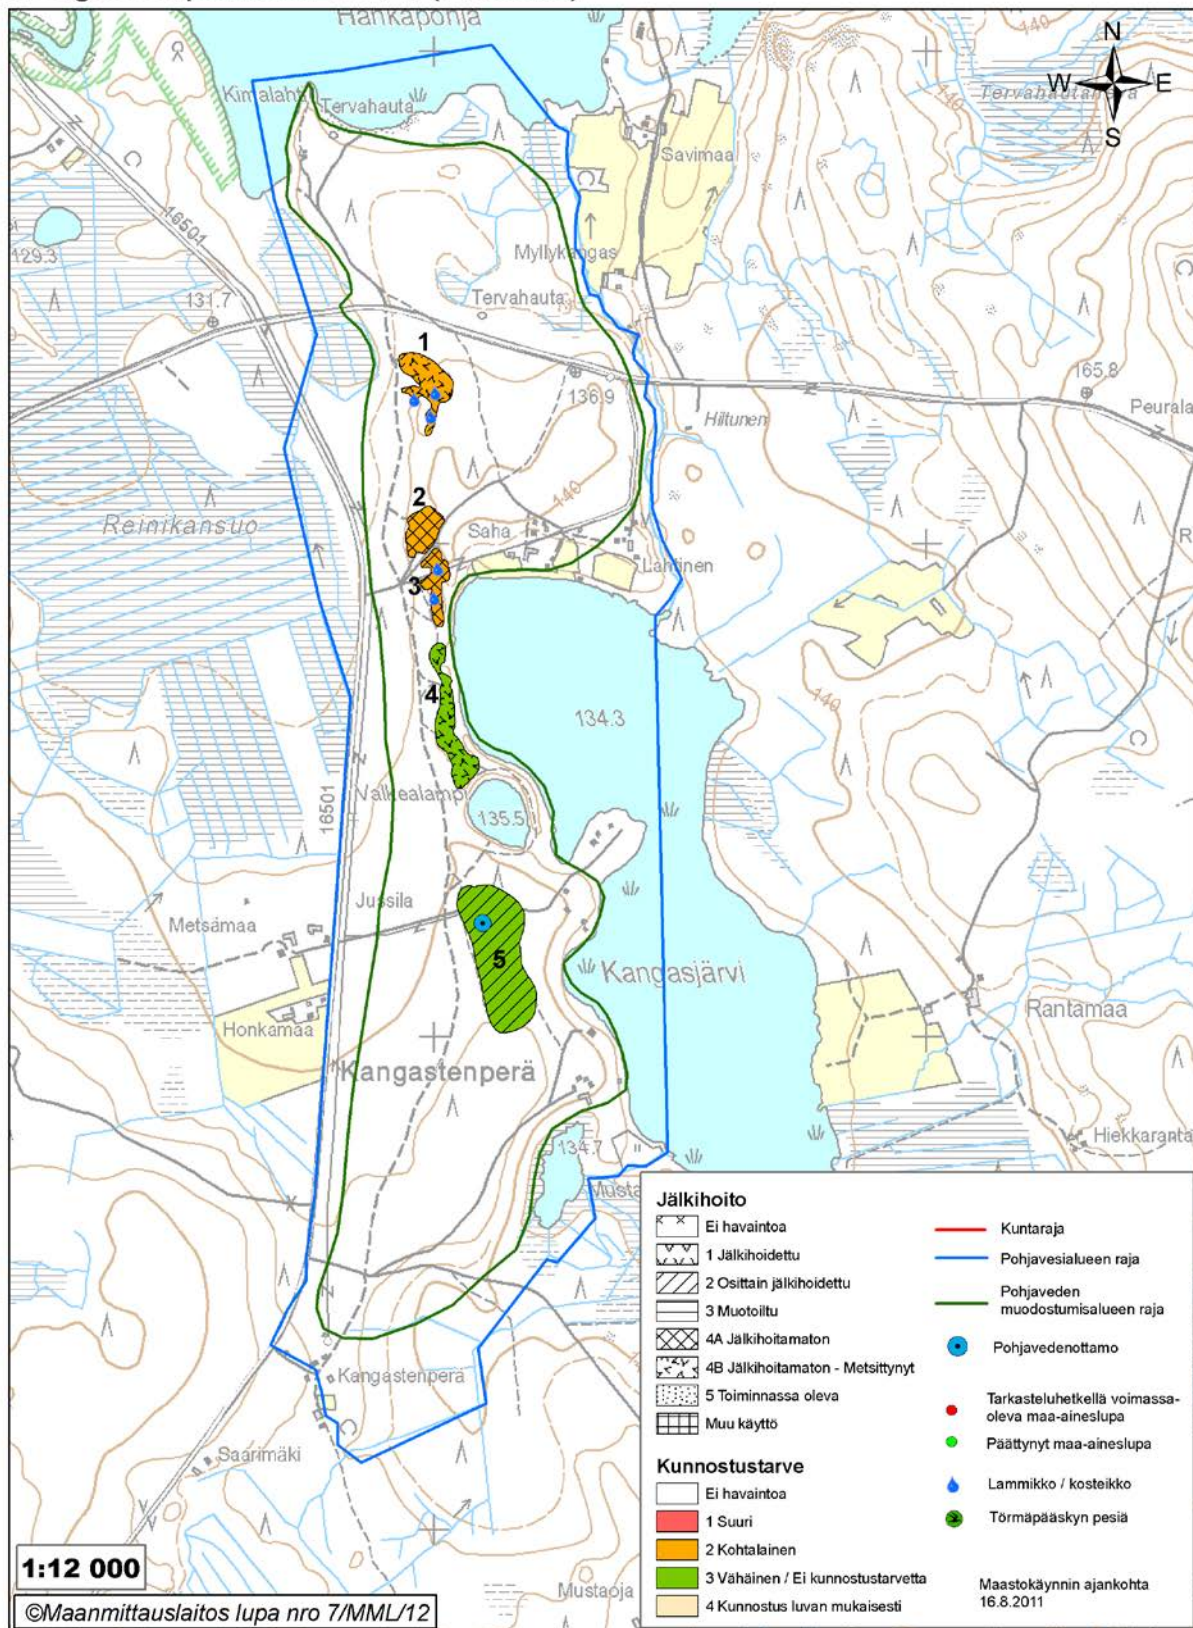 Hankapohja
N
W E
S
Kimalahti
Tervahauta
140
140
Savimaa
16501
129.3
131.7
Myllykangas
Tervahauta
1
136.9
165.8
Hiltunen
Peurala
140
2
Reinikansuo
Saha
Lahtinen
3
4
134.3
140
Valkealampi
135.5
16501
Jussila
Metsämaa
5
Kangasjärvi
Honkamaa
Rantamaa
Kangastenperä
134.7
Hiekkaranta
Kangastenperä
Saarimäki
Mustaoja
Jälkihoito
Ei havaintoa
1 Jälkihoidettu
2 Osittain jälkihoidettu
3 Muotoiltu
4A Jälkihoitamaton
4B Jälkihoitamaton - Metsittynyt
5 Toiminnassa oleva
Muu käyttö
Kunnostustarve
Ei havaintoa
1 Suuri
2 Kohtalainen
3 Vähäinen / Ei kunnostustarvetta
4 Kunnostus luvan mukaisesti
Kuntaraja
Pohjavesialueen raja
Pohjaveden
muodostumisalueen raja
Pohjavedenottamo
Tarkasteluhetkellä voimassa-
oleva maa-aineslupa
Päättynyt maa-aineslupa
Lammikko / kosteikko
Törmäpääskyn pesiä
Maastokäynnin ajankohta
16.8.2011
1:12 000
©Maanmittauslaitos lupa nro 7/MML/12